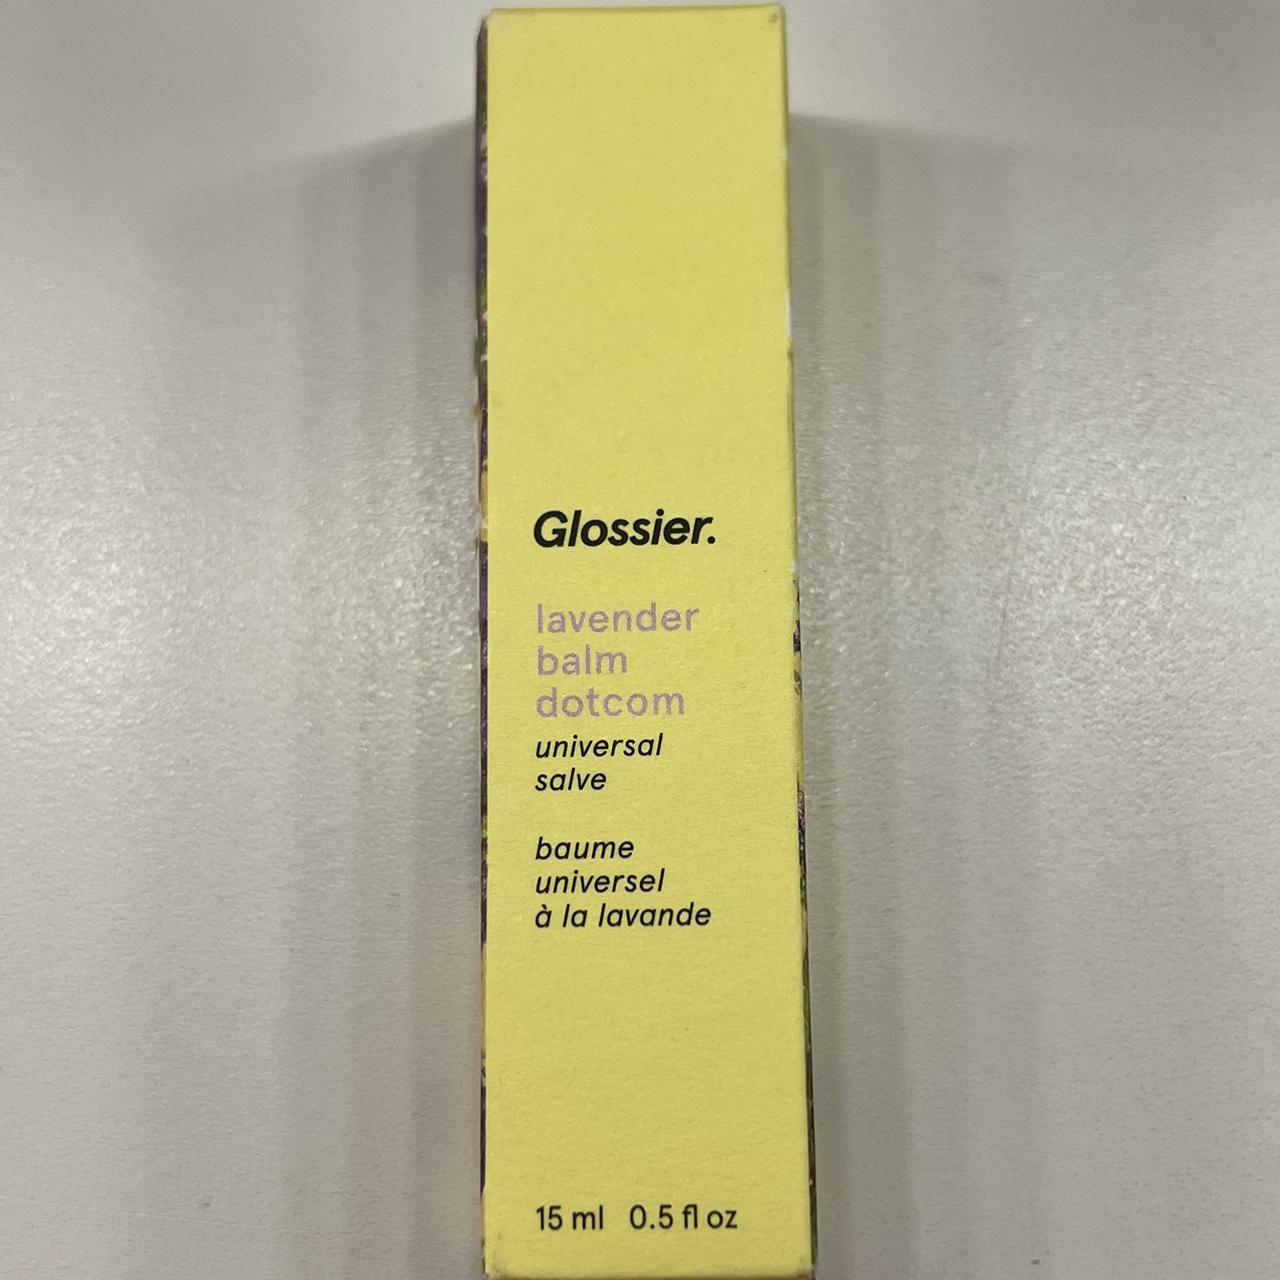 Glossier.
lavender
balm
dotcom
universal
salve
baume
universel
à la lavande
15 ml 0.5 fl oz